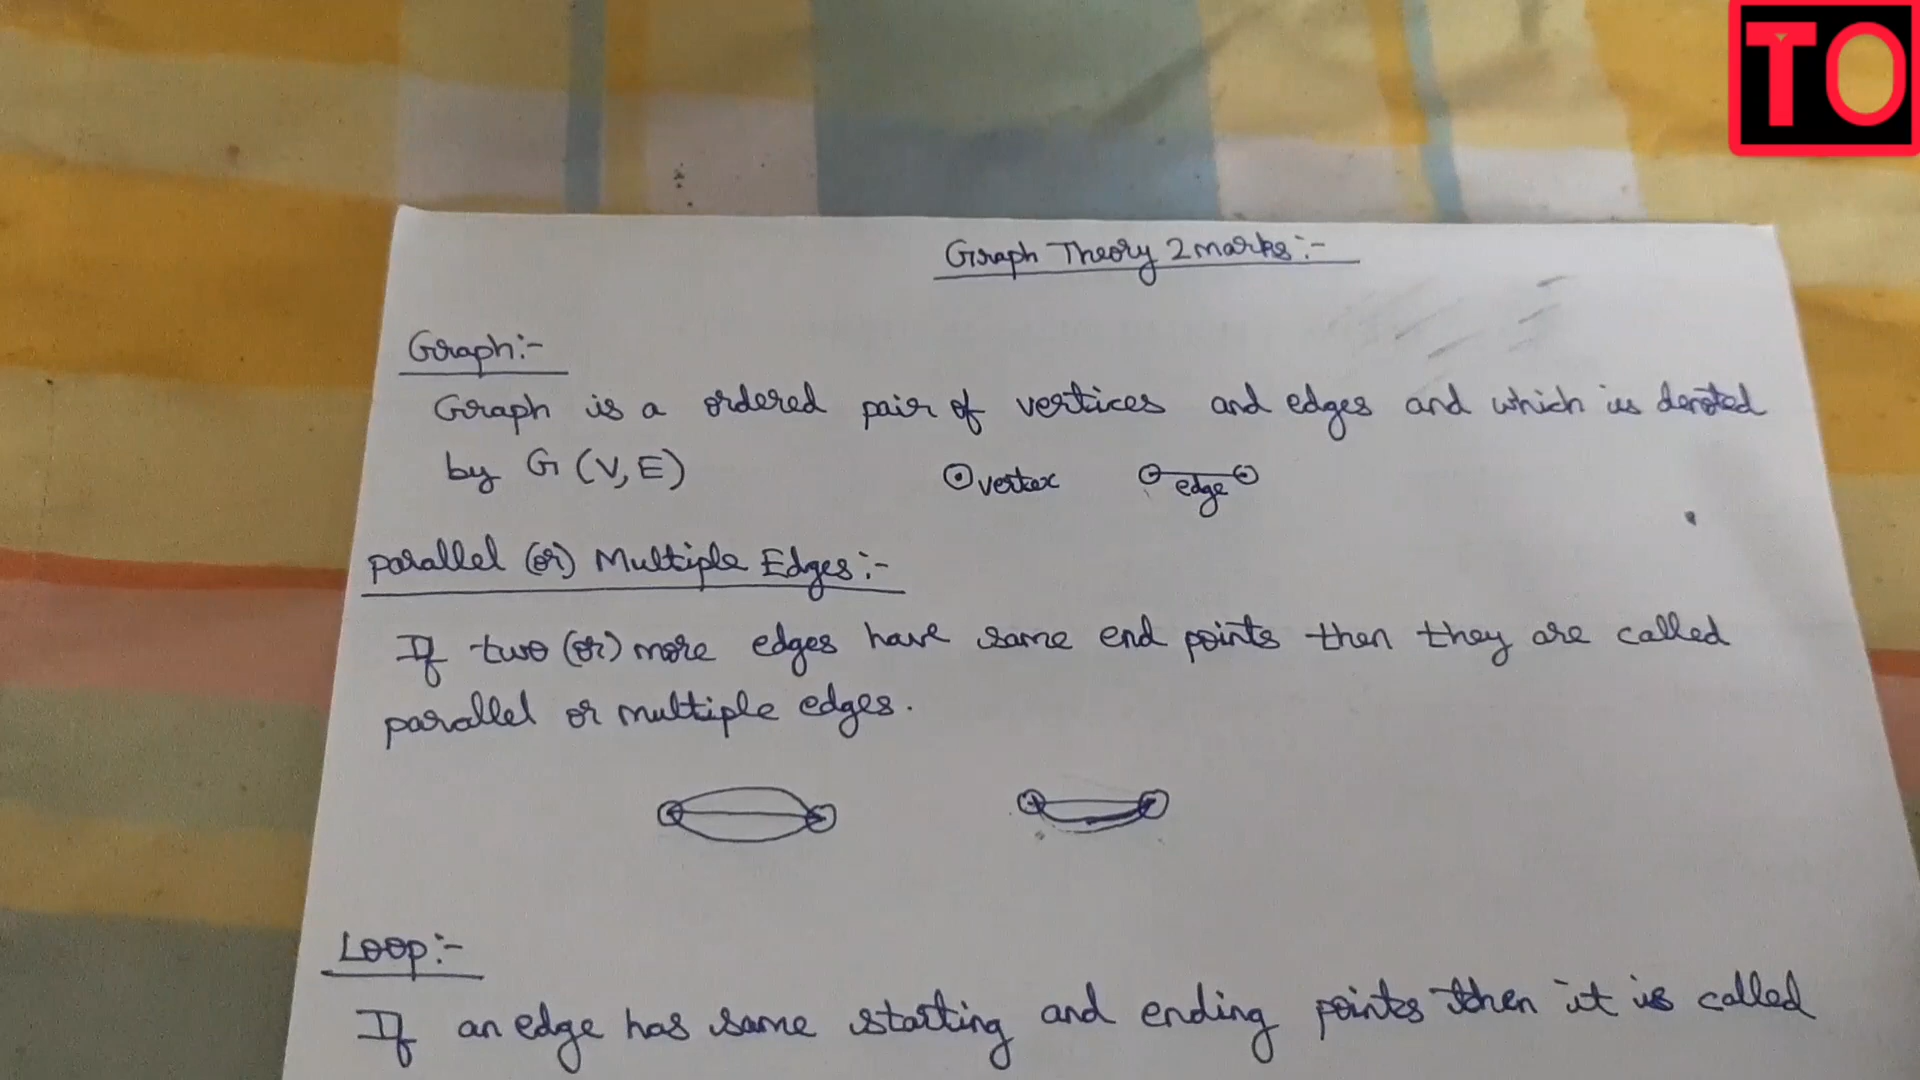 TO
Graph Theory 2 marks:-
Graph:-
Graph is a ordered pair of vertices and edges and which is denoted
by G (V, E)
vertex
edge
parallel (or) Multiple Edges:-
If two (or) more edges have same end points then they are called
parallel or multiple edges.
Loop:-
If an edge has same starting and ending points then it is called